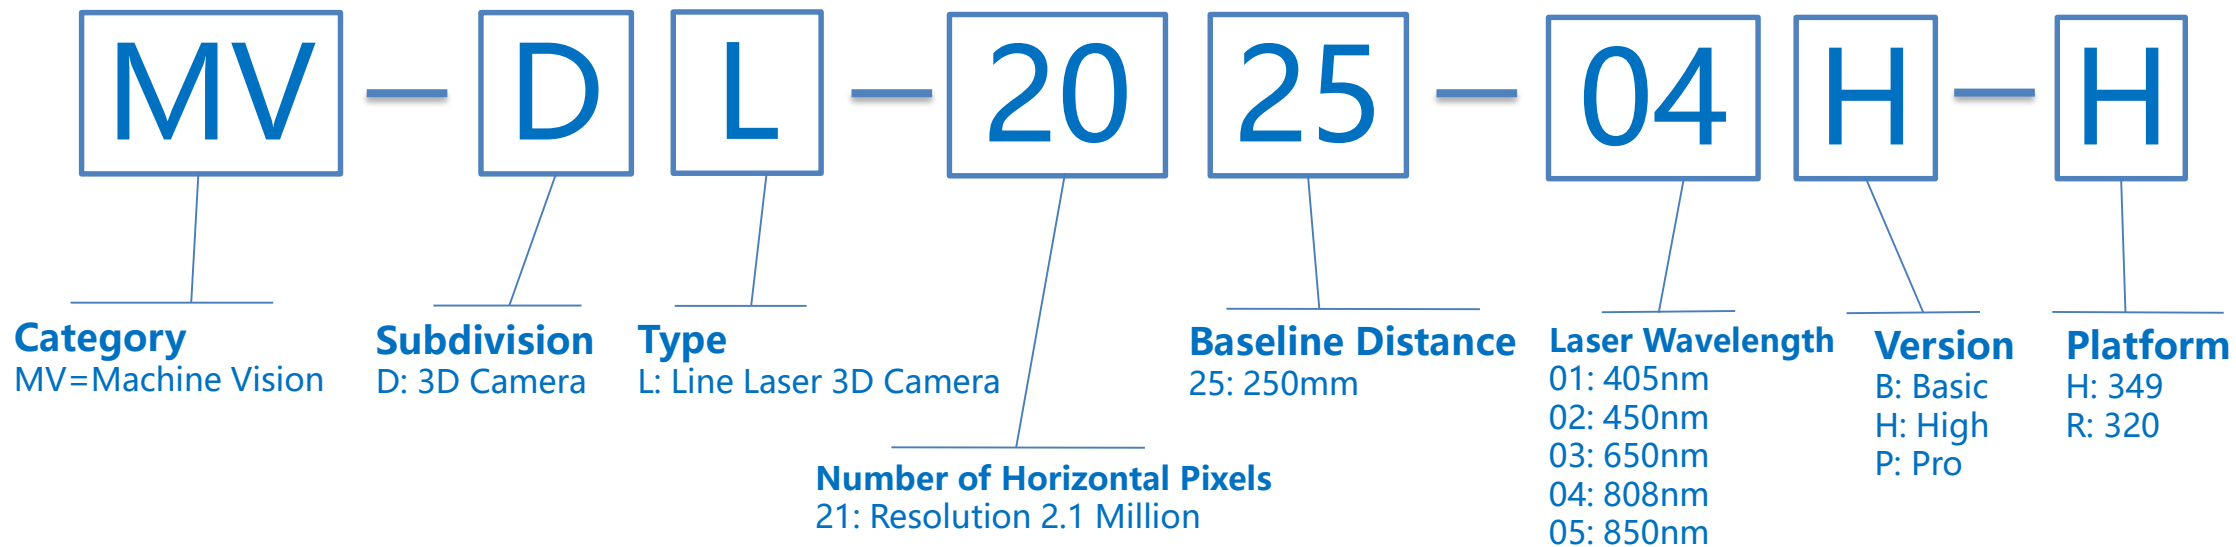 MV — D L — 20 25 — 04 H — H
Category
MV=Machine Vision
Subdivision
D: 3D Camera
Type
L: Line Laser 3D Camera
Number of Horizontal Pixels
21: Resolution 2.1 Million
Baseline Distance
25: 250mm
Laser Wavelength
01: 405nm
02: 450nm
03: 650nm
04: 808nm
05: 850nm
Version
B: Basic
H: High
P: Pro
Platform
H: 349
R: 320